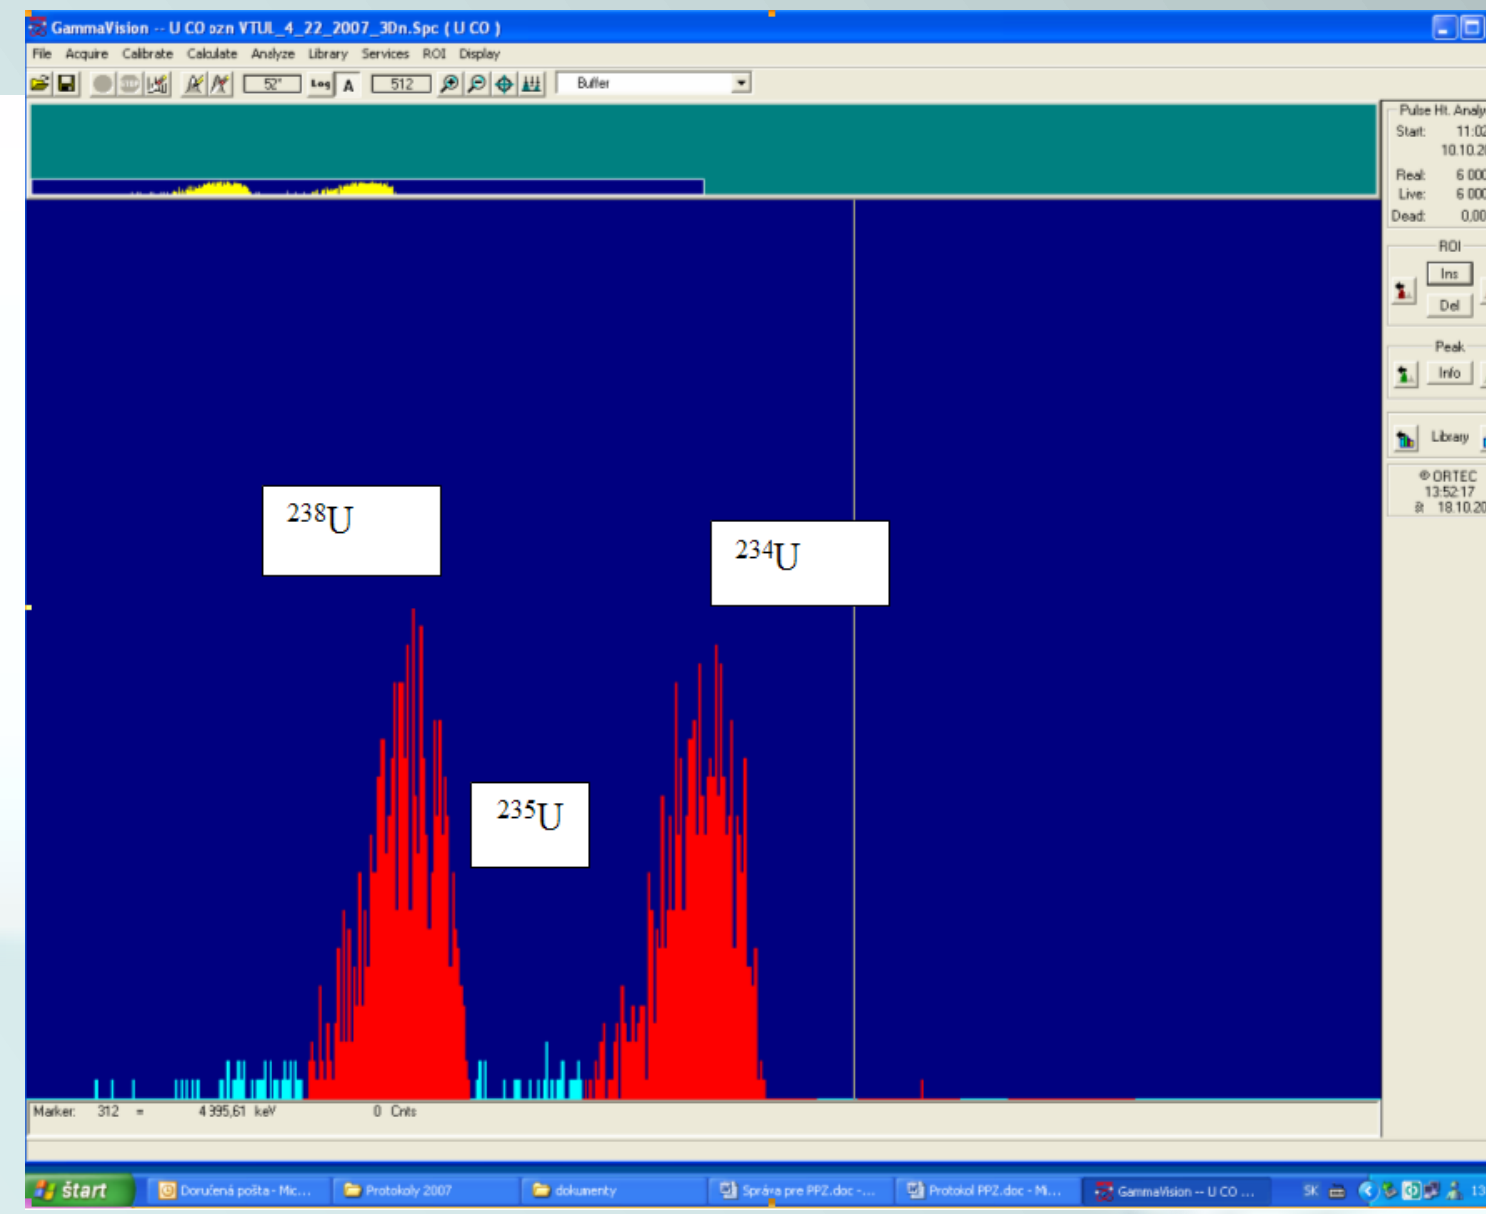 GammaVision -- U CO ozn VTUL_4_22_2007_3Dn.Spc ( U CO )
File Acquire Calibrate Calculate Analyze Library Services ROI Display
52" Log A 512 Buffer
Pulse Ht. Analy
Start: 11:02
10.10.20
Real: 6 000
Live: 6 000
Dead: 0,00
ROI
Ins
Del
Peak
Info
Library
® ORTEC
13:52:17
18.10.20
238U
234U
235U
Marker: 312 = 4 995,61 keV 0 Cnts
štart Doručená pošta - Mic... Protokoly 2007 dokumenty Správa pre PPZ.doc -... Protokol PPZ.doc - Mi... GammaVision -- U CO ... SK 13